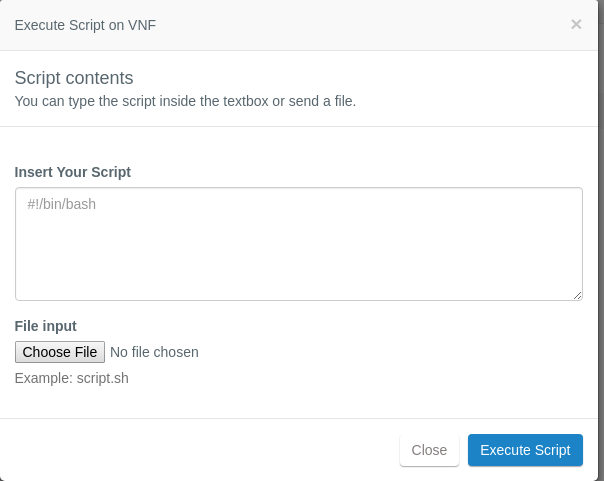 Execute Script on VNF ×
Script contents
You can type the script inside the textbox or send a file.
Insert Your Script
#!/bin/bash
File input
Choose File No file chosen
Example: script.sh
Close Execute Script